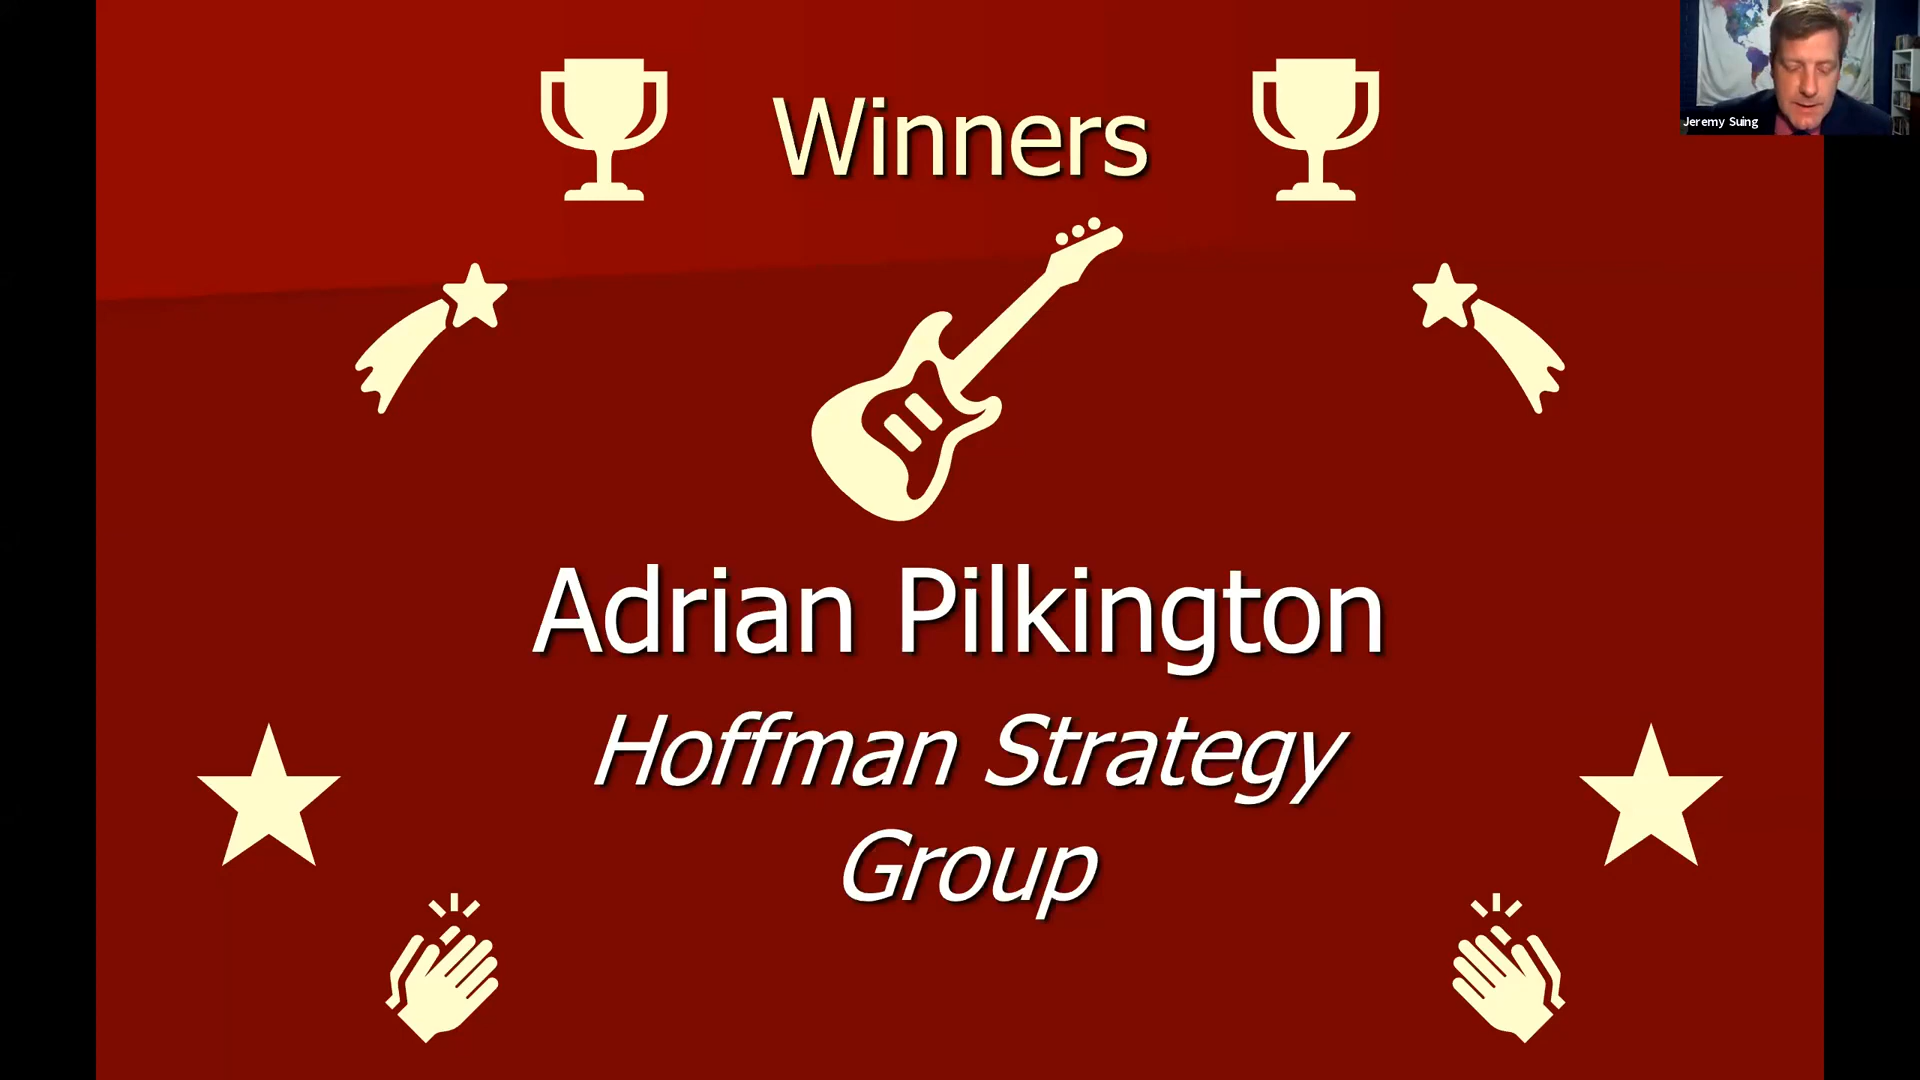 Winners
Jeremy Suing
Adrian Pilkington
Hoffman Strategy
Group